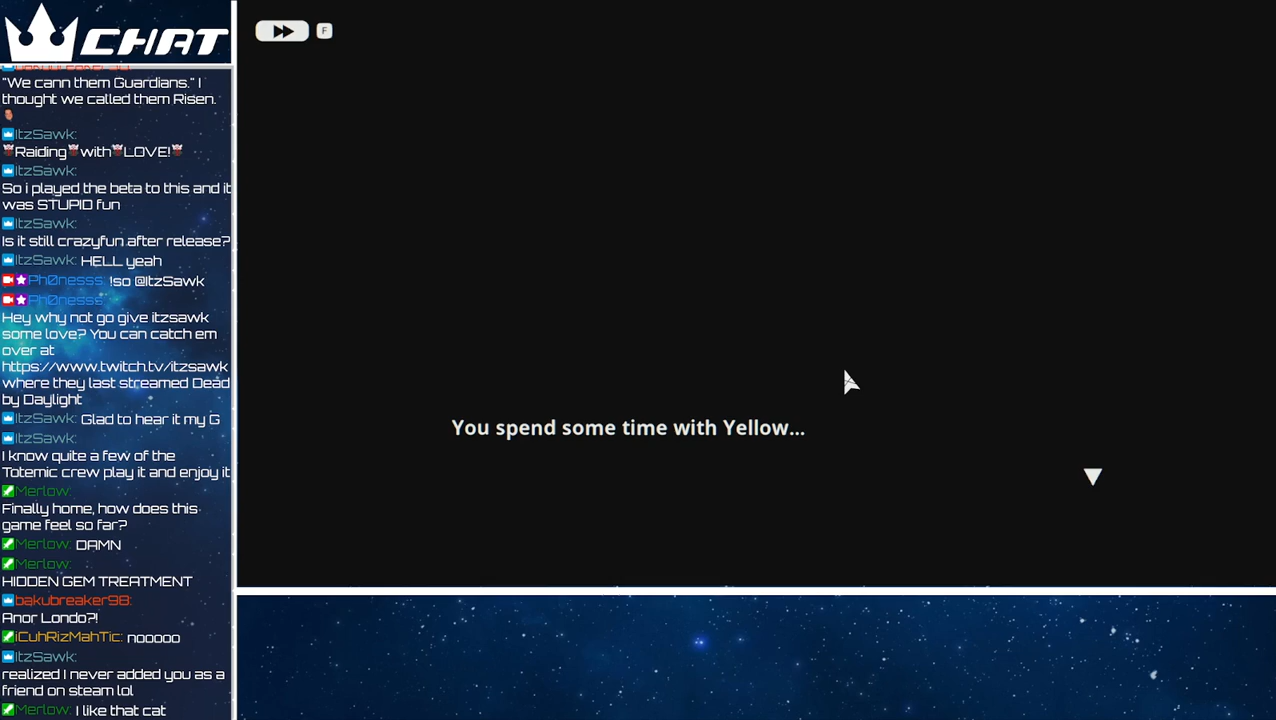 CHAT
"We cann them Guardians." I
thought we called them Risen.
ItzSawk:
Raiding with LOVE!
ItzSawk:
So i played the beta to this and it
was STUPID fun
ItzSawk:
Is it still crazyfun after release?
ItzSawk: HELL yeah
Ph0nesss: !so @ItzSawk
Ph0nesss:
Hey why not go give itzsawk
some love? You can catch em
over at
https://www.twitch.tv/itzsawk
where they last streamed Dead
by Daylight
ItzSawk: Glad to hear it my G
ItzSawk:
I know quite a few of the
Totemic crew play it and enjoy it
Merlow:
Finally home, how does this
game feel so far?
Merlow: DAMN
Merlow:
HIDDEN GEM TREATMENT
bakubreaker98:
Anor Londo?!
iCuhRizMahTic: nooooo
ItzSawk:
realized I never added you as a
friend on steam lol
Merlow: I like that cat
F
You spend some time with Yellow...